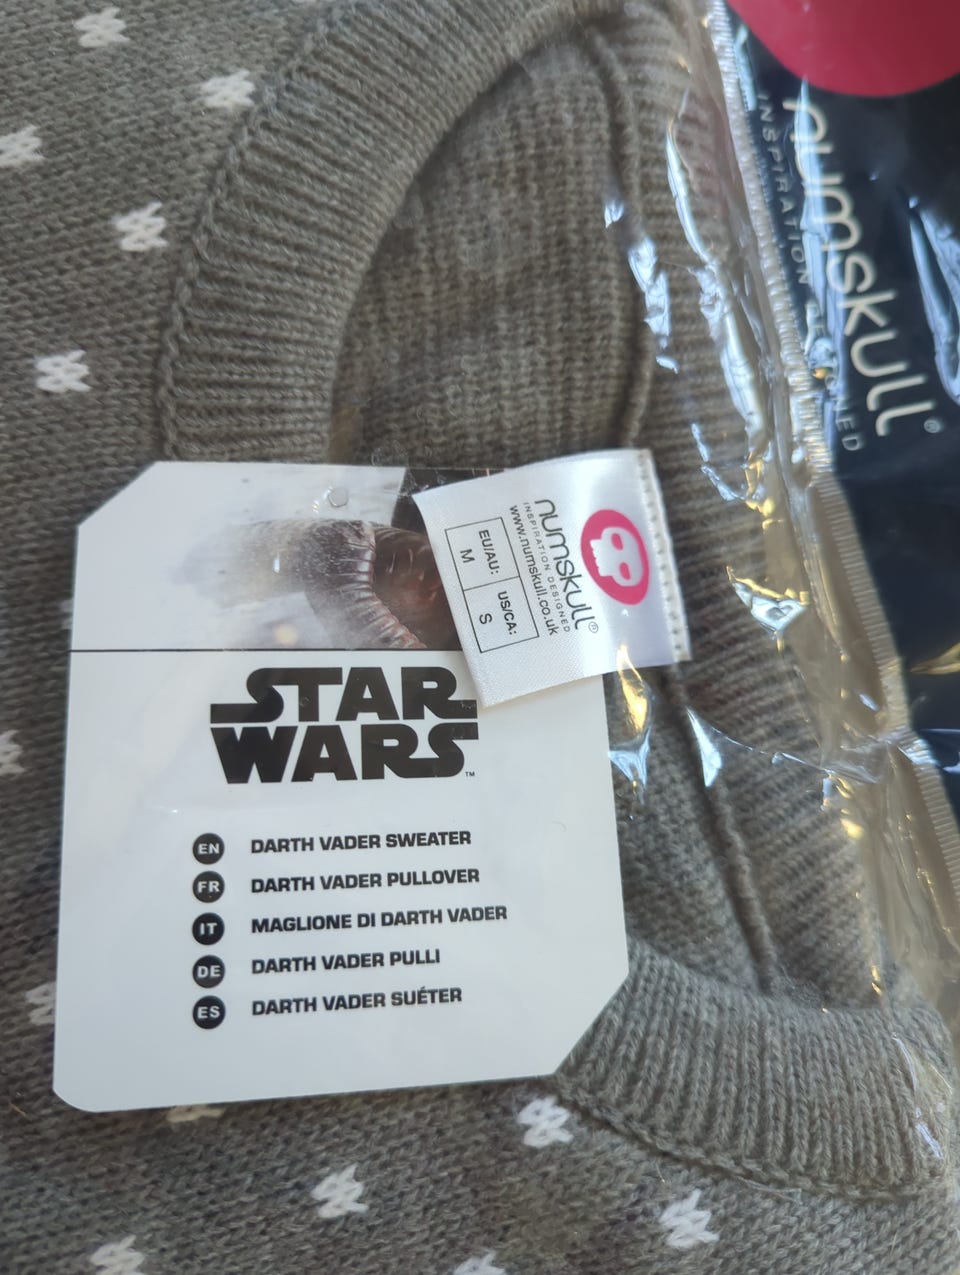 numskull®
INSPIRATION DESIGNED
numskull®
INSPIRATION DESIGNED
www.numskull.co.uk
EU/AU: US/CA:
M S
STAR
WARS™
EN DARTH VADER SWEATER
FR DARTH VADER PULLOVER
IT MAGLIONE DI DARTH VADER
DE DARTH VADER PULLI
ES DARTH VADER SUÉTER